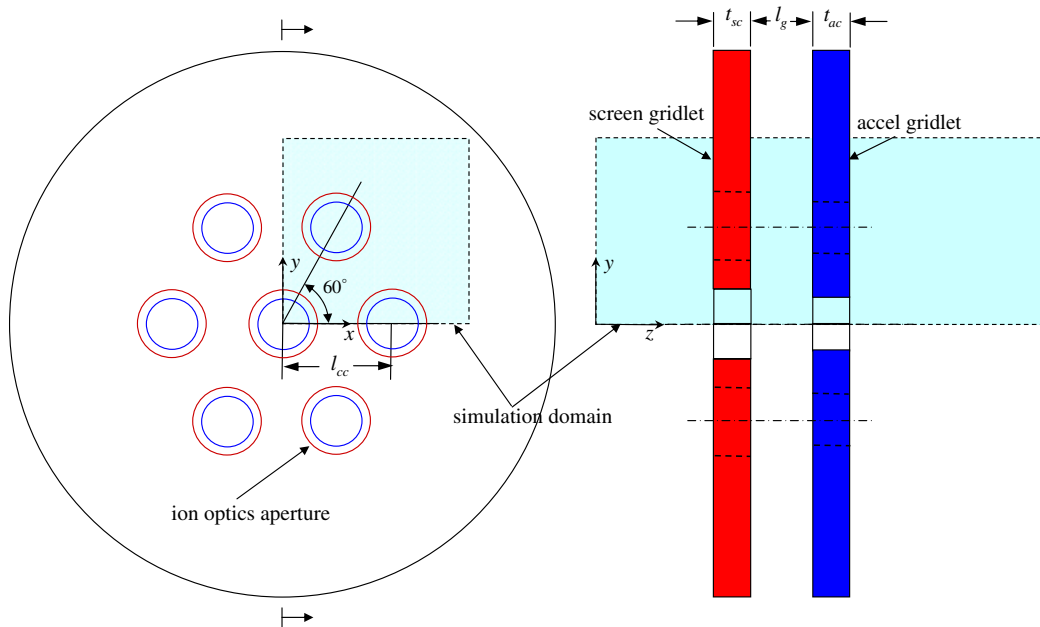 t_sc l_g t_ac
screen gridlet
accel gridlet
y
60°
x
l_cc
simulation domain
ion optics aperture
y
z